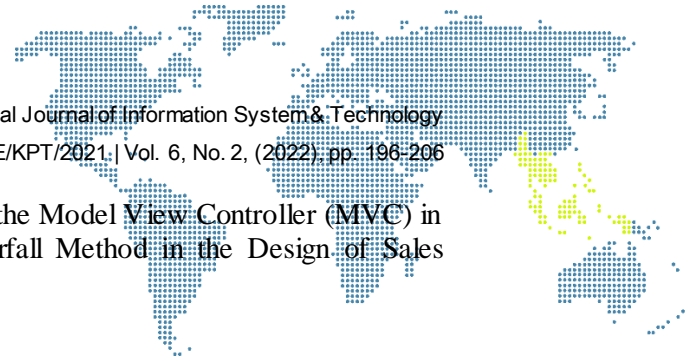 al Journal of Information System & Technology
E/KPT/2021 | Vol. 6, No. 2, (2022), pp. 196-206
the Model View Controller (MVC) in
rfall Method in the Design of Sales